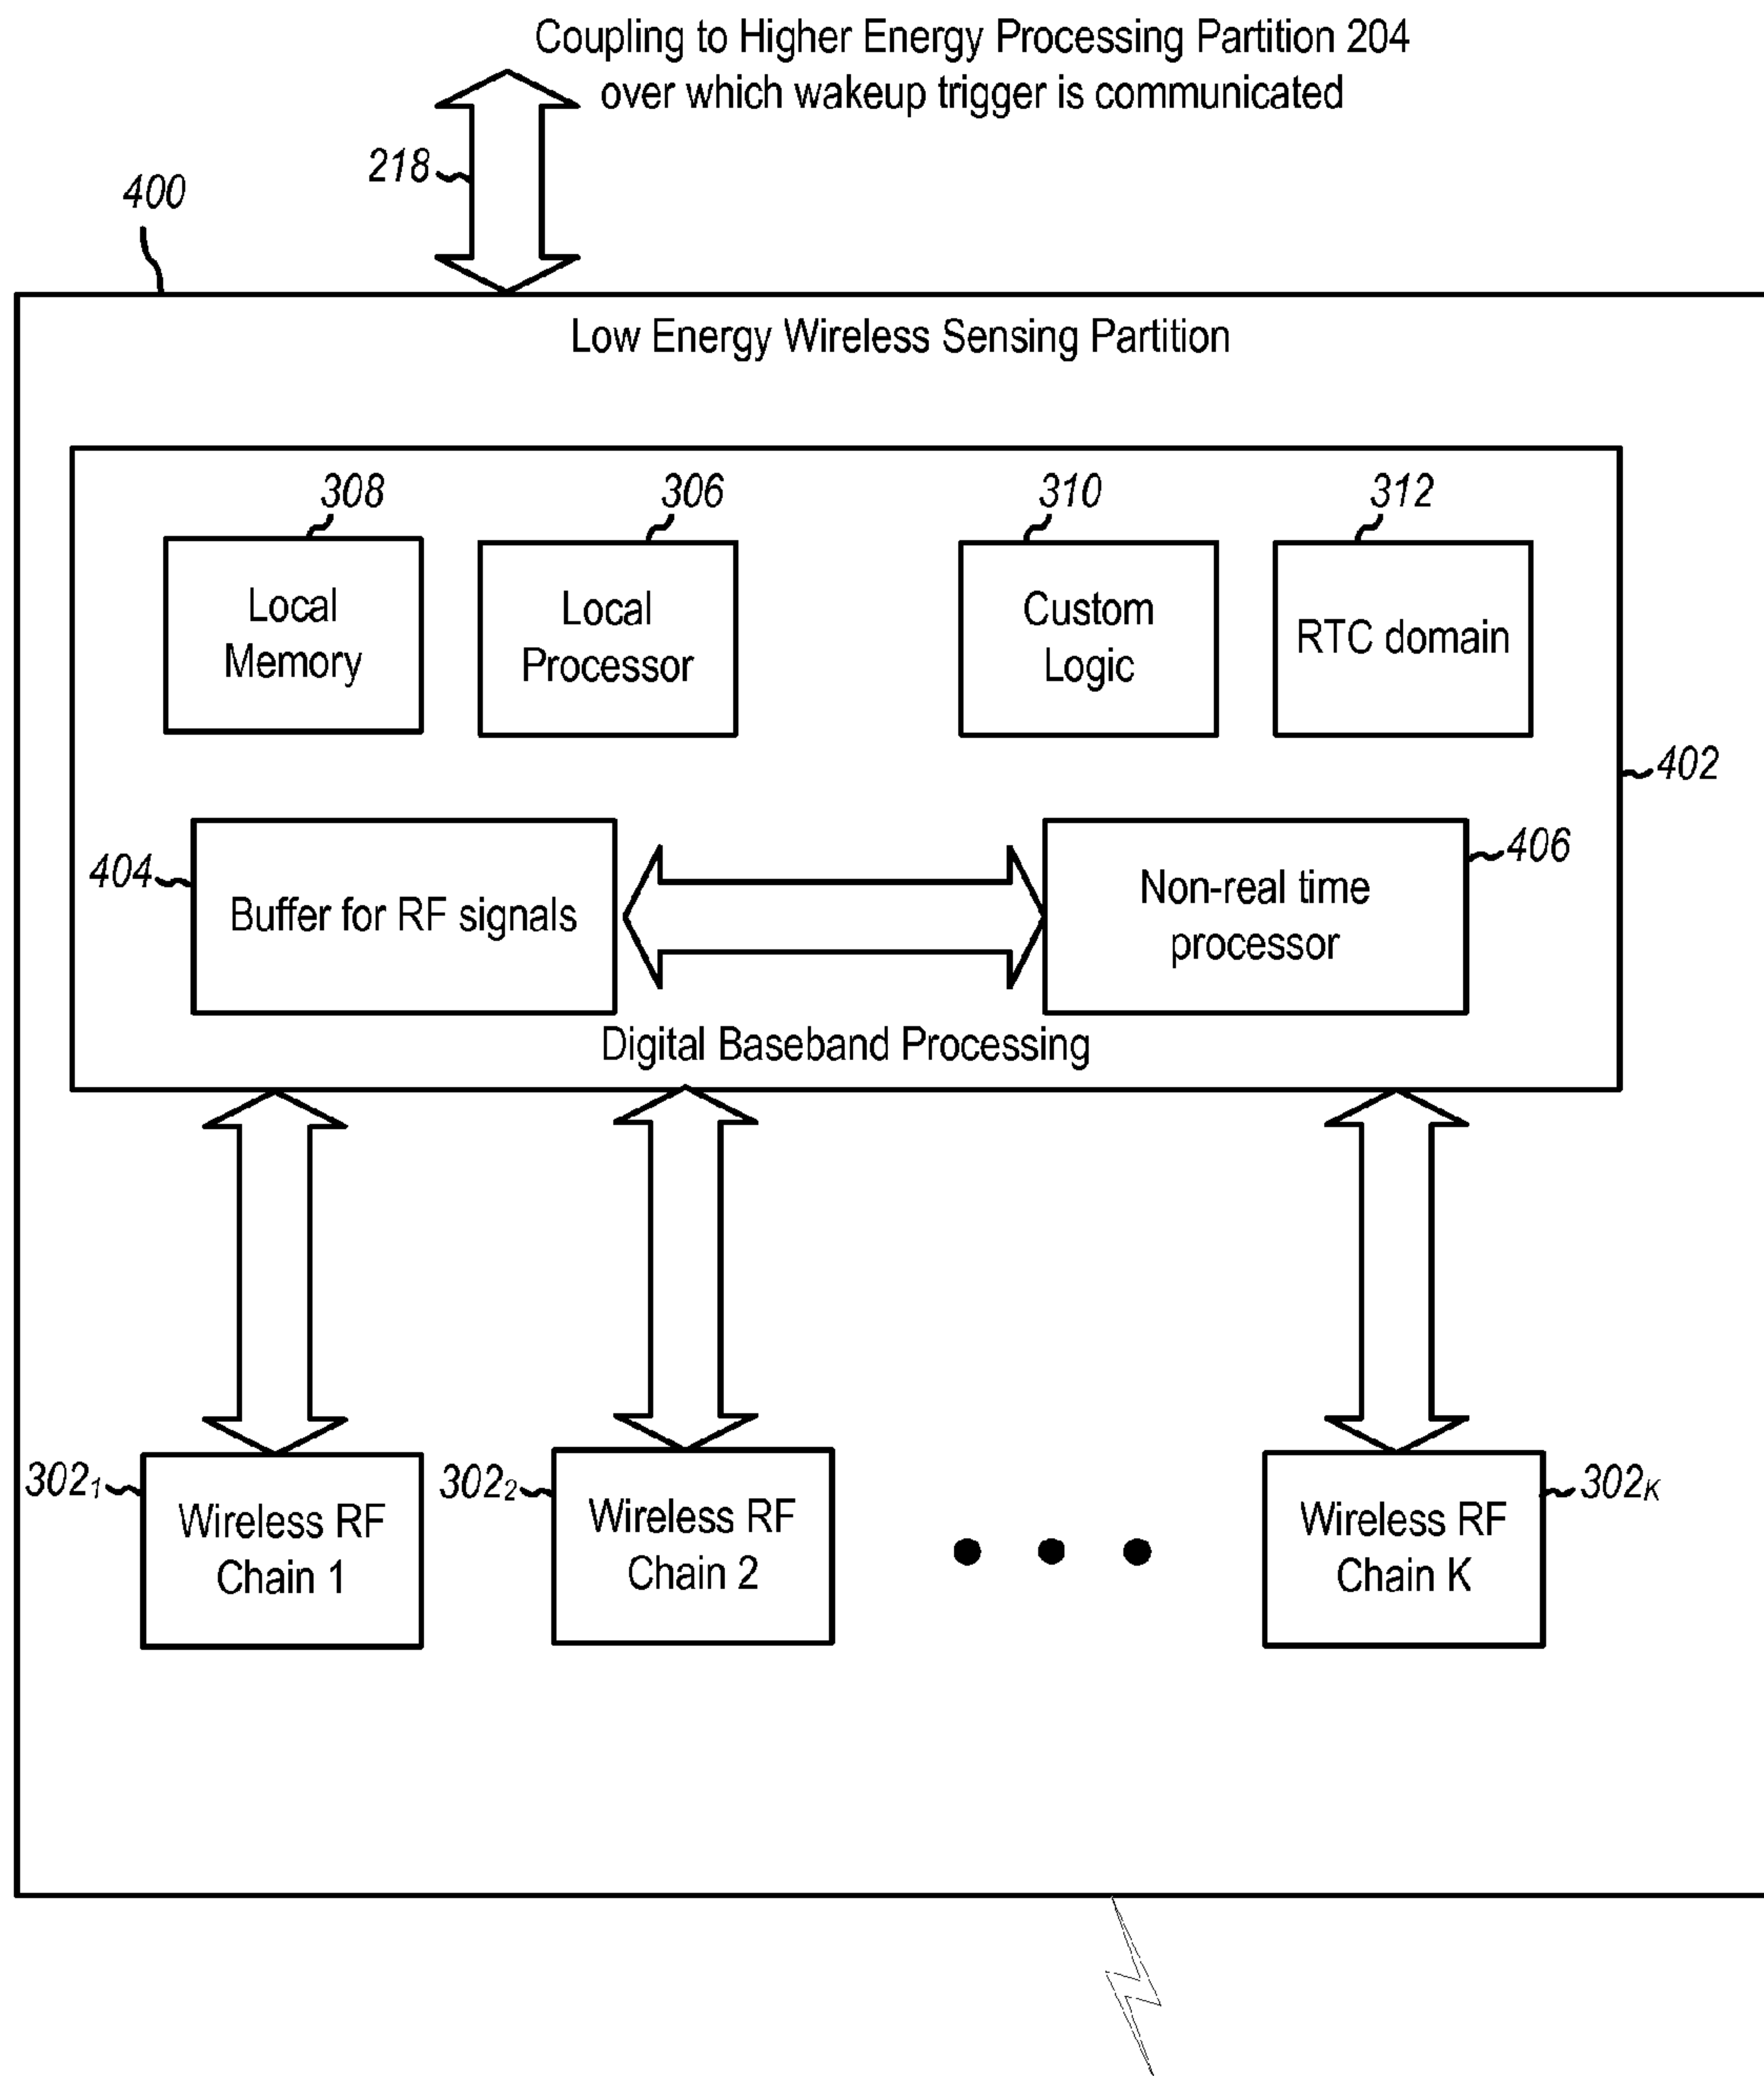 Coupling to Higher Energy Processing Partition 204
over which wakeup trigger is communicated
218
400
Low Energy Wireless Sensing Partition
308
306
310
312
Local
Memory
Local
Processor
Custom
Logic
RTC domain
402
404
406
Buffer for RF signals
Non-real time
processor
Digital Baseband Processing
302₁
302₂
302K
Wireless RF
Chain 1
Wireless RF
Chain 2
Wireless RF
Chain K